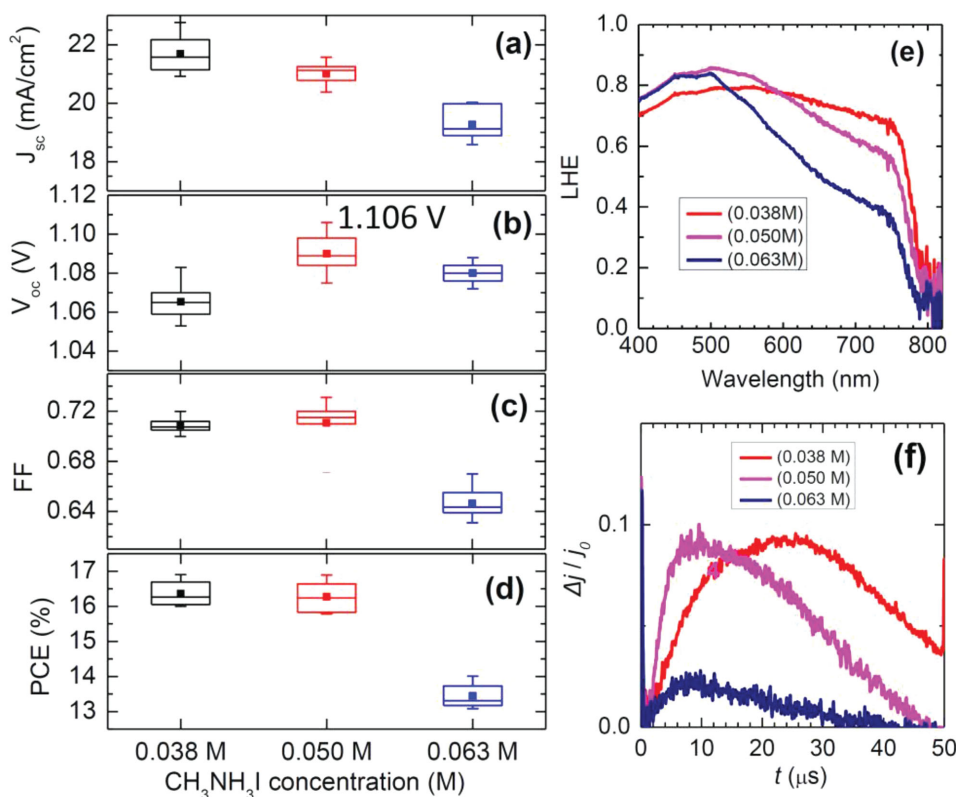 (a)
J_sc (mA/cm²)
22
20
18
(b)
1.106 V
V_oc (V)
1.12
1.10
1.08
1.06
1.04
(c)
FF
0.72
0.68
0.64
(d)
PCE (%)
17
16
15
14
13
0.038 M 0.050 M 0.063 M
CH₃NH₃I concentration (M)
(e)
LHE
1.0
0.8
0.6
0.4
0.2
0.0
(0.038M)
(0.050M)
(0.063M)
400 500 600 700 800
Wavelength (nm)
(f)
Δj / j₀
0.1
0.0
(0.038 M)
(0.050 M)
(0.063 M)
0 10 20 30 40 50
t (μs)